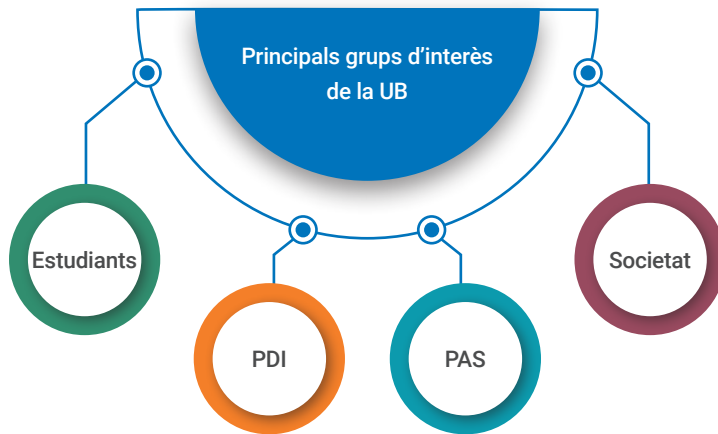 Principals grups d’interès
de la UB
Estudiants
Societat
PDI
PAS